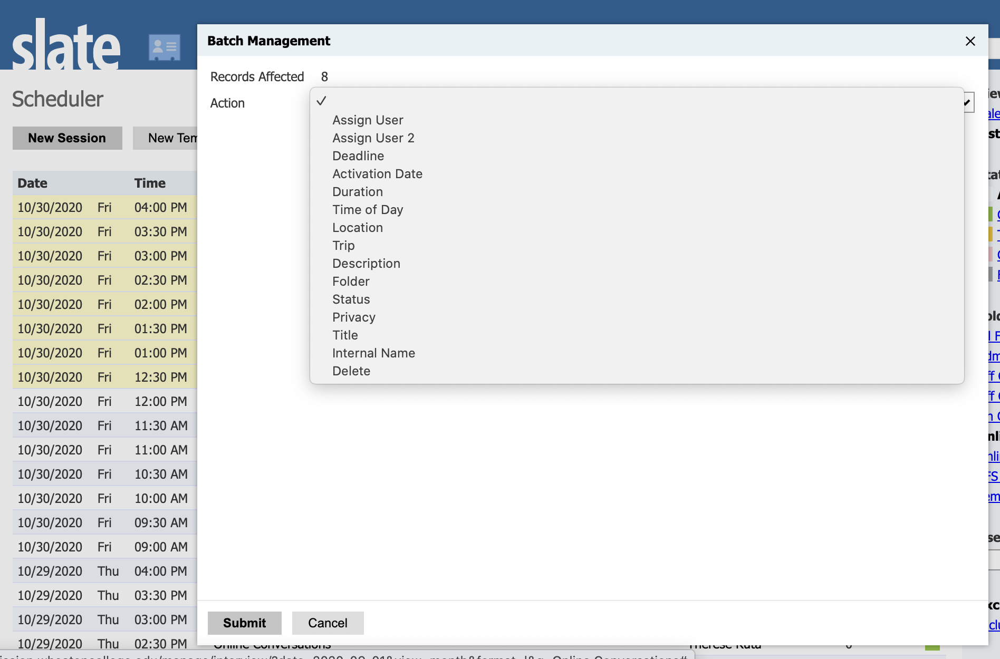 slate
Batch Management
Records Affected 8
Action
Assign User
Assign User 2
Deadline
Activation Date
Duration
Time of Day
Location
Trip
Description
Folder
Status
Privacy
Title
Internal Name
Delete
Submit Cancel
Scheduler
New Session New Tem
Date Time
10/30/2020 Fri 04:00 PM
10/30/2020 Fri 03:30 PM
10/30/2020 Fri 03:00 PM
10/30/2020 Fri 02:30 PM
10/30/2020 Fri 02:00 PM
10/30/2020 Fri 01:30 PM
10/30/2020 Fri 01:00 PM
10/30/2020 Fri 12:30 PM
10/30/2020 Fri 12:00 PM
10/30/2020 Fri 11:30 AM
10/30/2020 Fri 11:00 AM
10/30/2020 Fri 10:30 AM
10/30/2020 Fri 10:00 AM
10/30/2020 Fri 09:30 AM
10/30/2020 Fri 09:00 AM
10/29/2020 Thu 04:00 PM
10/29/2020 Thu 03:30 PM
10/29/2020 Thu 03:00 PM
10/29/2020 Thu 02:30 PM Online Conversations